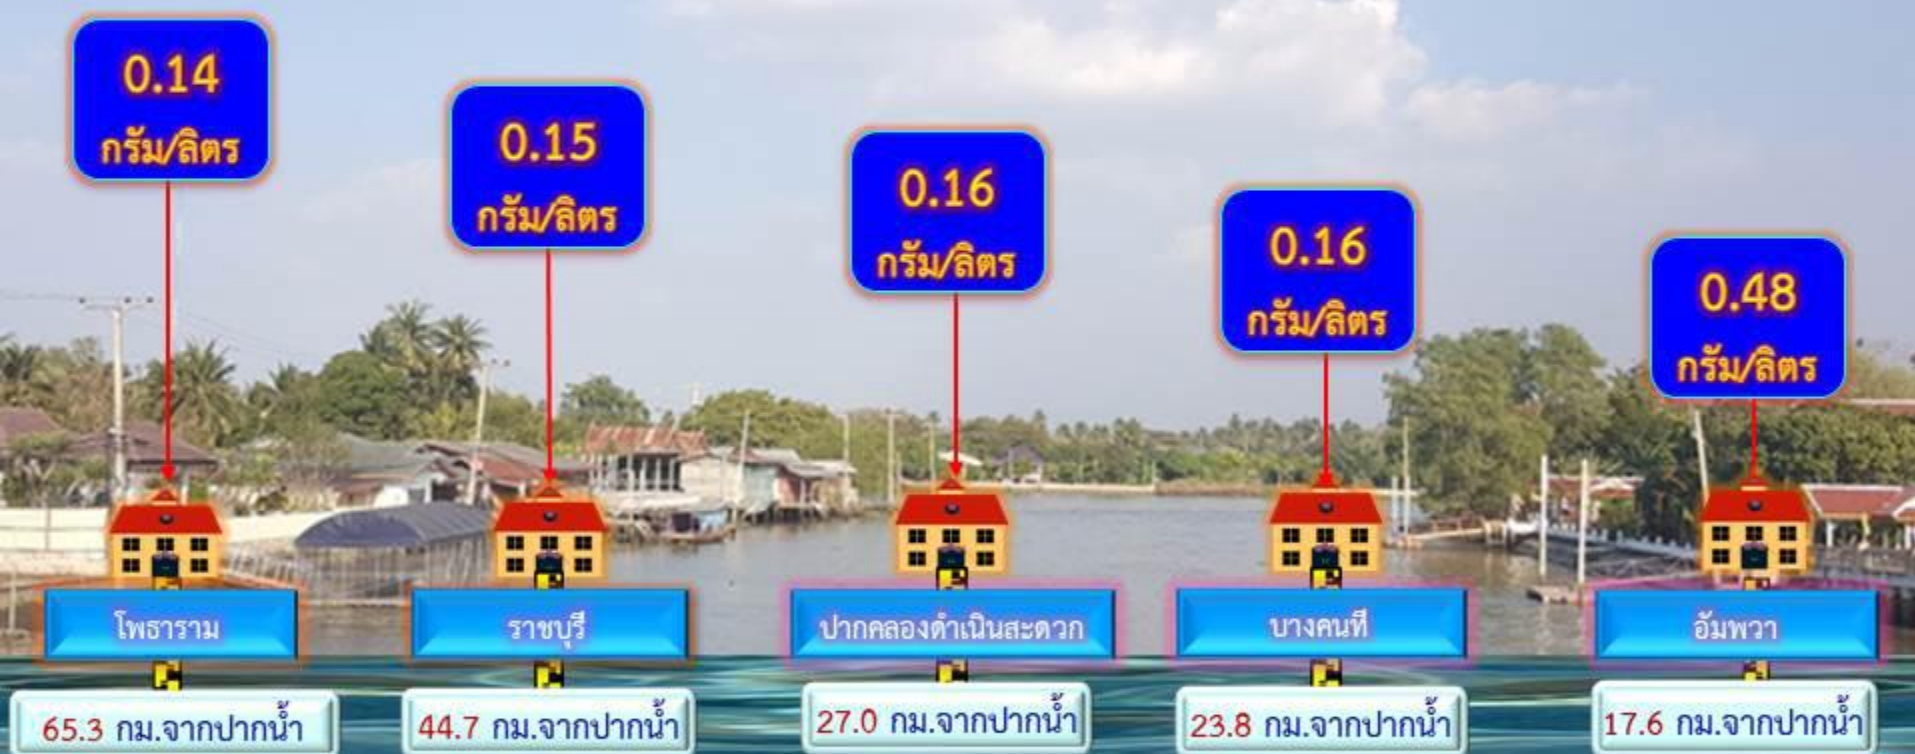 0.14
กรัม/ลิตร
0.15
กรัม/ลิตร
0.16
กรัม/ลิตร
0.16
กรัม/ลิตร
0.48
กรัม/ลิตร
โพธาราม
ราชบุรี
ปากคลองดำเนินสะดวก
บางคนที
อัมพวา
65.3 กม.จากปากน้ำ
44.7 กม.จากปากน้ำ
27.0 กม.จากปากน้ำ
23.8 กม.จากปากน้ำ
17.6 กม.จากปากน้ำ